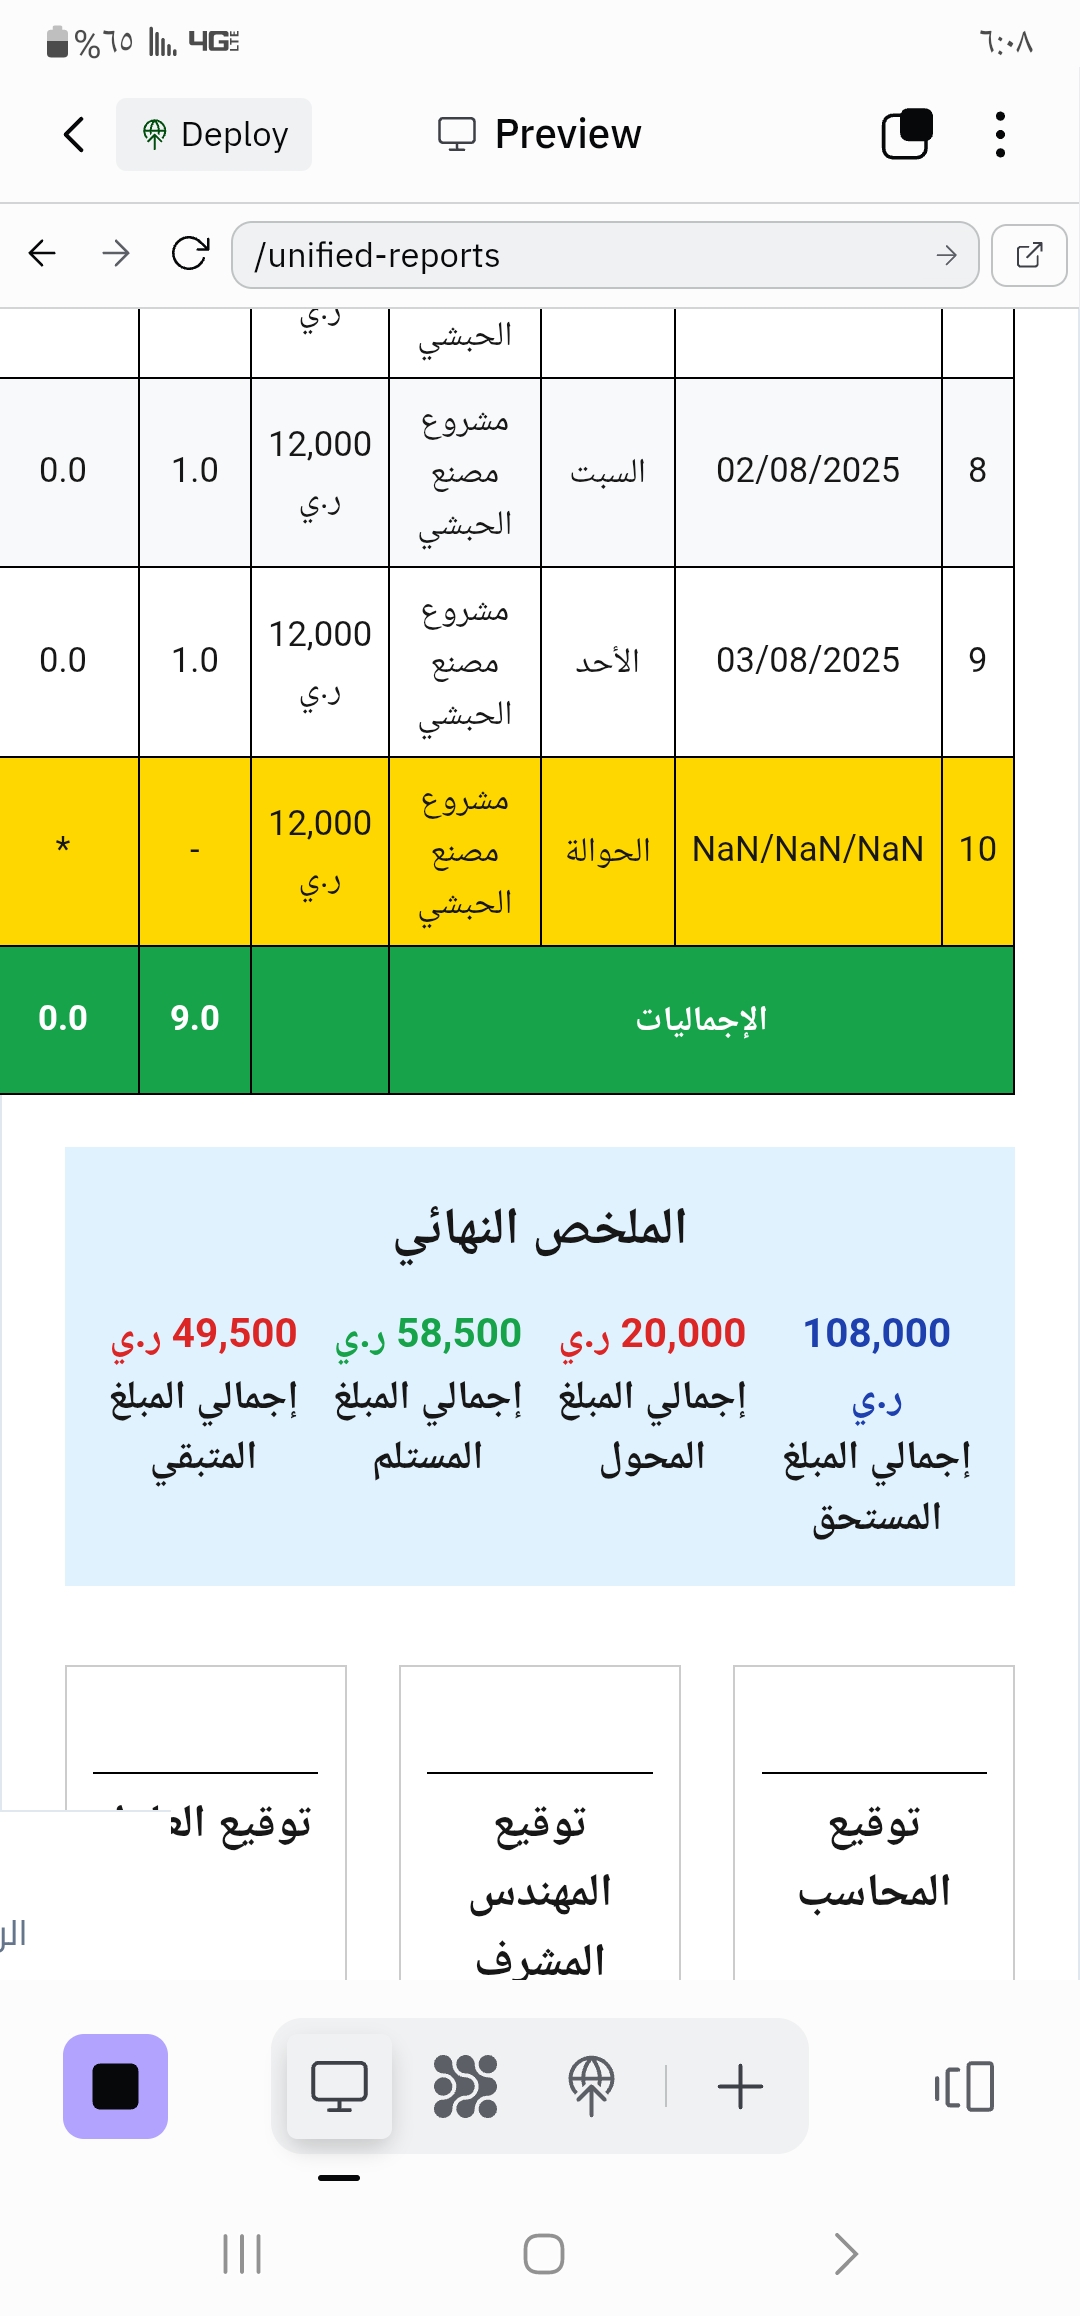 %٦٥ 4G LTE ٦:٠٨
Deploy Preview
/unified-reports
ر.ي
الحبشي
8 02/08/2025 السبت مشروع مصنع الحبشي 12,000 ر.ي 1.0 0.0
9 03/08/2025 الأحد مشروع مصنع الحبشي 12,000 ر.ي 1.0 0.0
10 NaN/NaN/NaN الحوالة مشروع مصنع الحبشي 12,000 ر.ي - *
الإجماليات 9.0 0.0
الملخص النهائي
108,000 ر.ي
إجمالي المبلغ
المستحق
20,000 ر.ي
إجمالي المبلغ
المحول
58,500 ر.ي
إجمالي المبلغ
المستلم
49,500 ر.ي
إجمالي المبلغ
المتبقي
توقيع
المحاسب
توقيع
المهندس
المشرف
توقيع